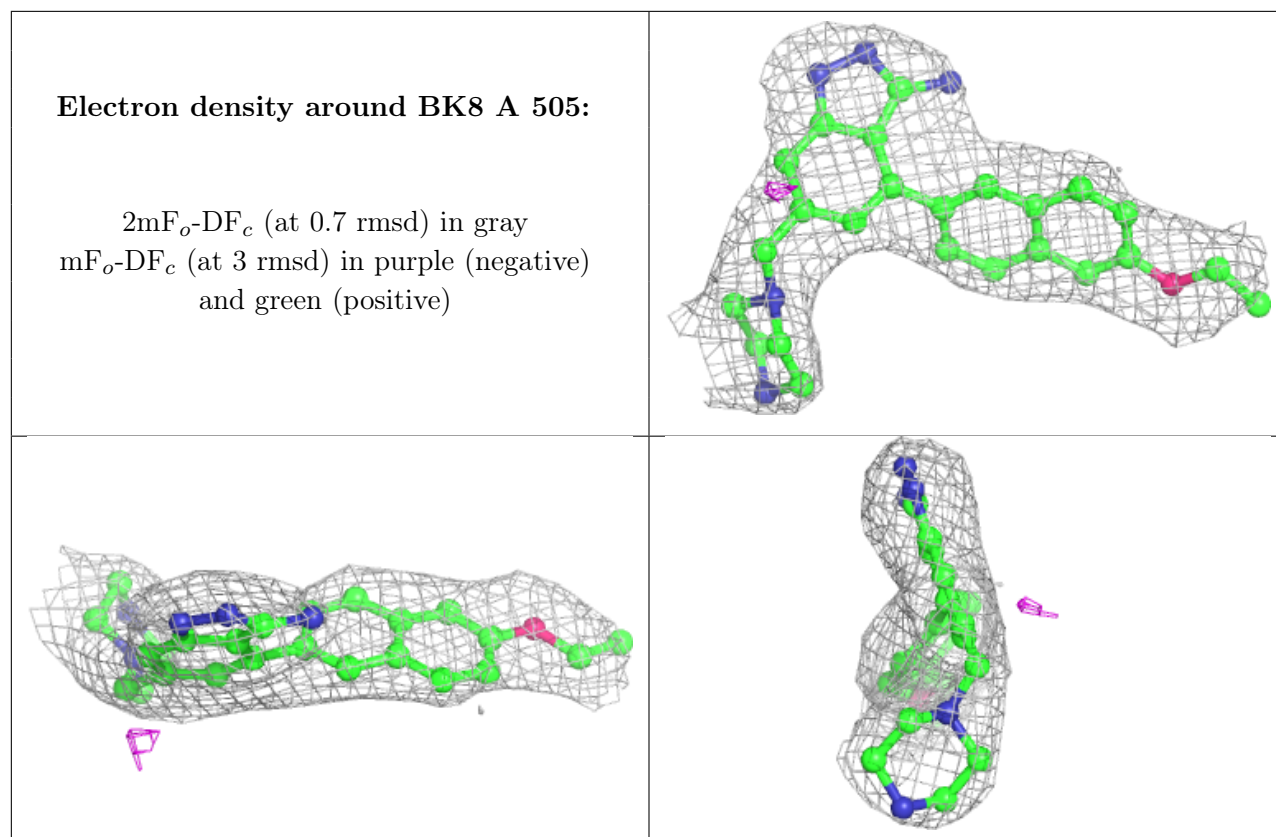 Electron density around BK8 A 505:
2mFo-DFc (at 0.7 rmsd) in gray
mFo-DFc (at 3 rmsd) in purple (negative)
and green (positive)